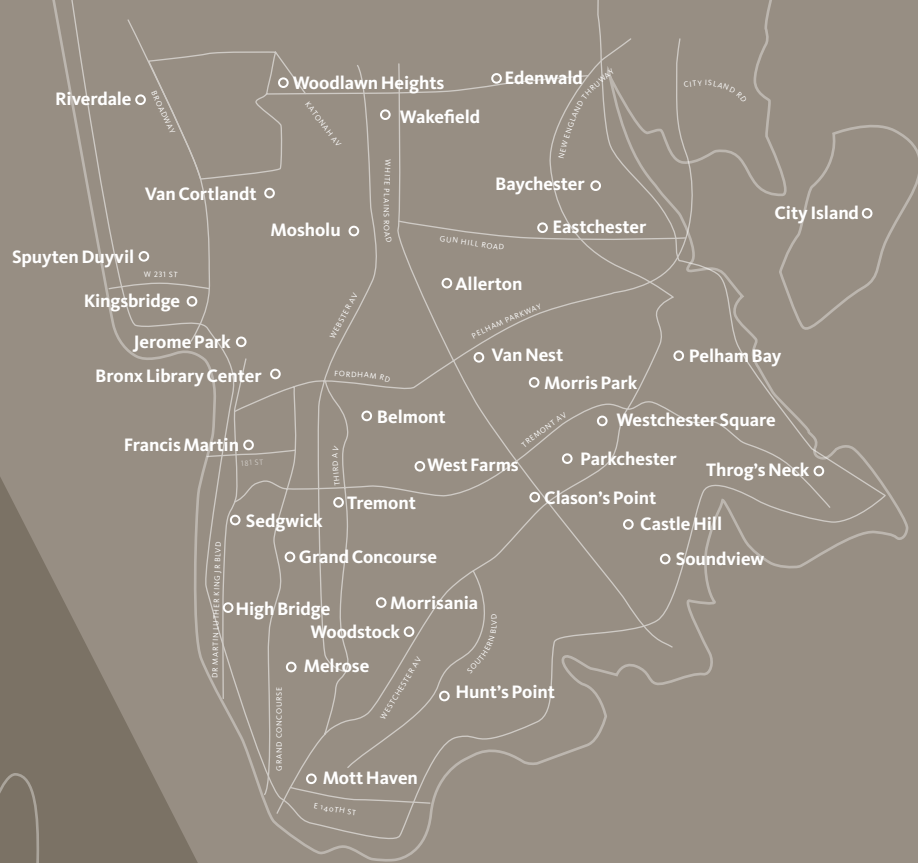 Woodlawn Heights
Edenwald
Riverdale
BROADWAY
KATONAH AV
Wakefield
NEW ENGLAND THRUWAY
CITY ISLAND RD
Van Cortlandt
WHITE PLAINS ROAD
Baychester
City Island
Mosholu
Eastchester
GUN HILL ROAD
Spuyten Duyvil
W 231 ST
Allerton
Kingsbridge
WEBSTER AV
PELHAM PARKWAY
Jerome Park
Van Nest
Pelham Bay
Bronx Library Center
FORDHAM RD
Morris Park
Belmont
TREMONT AV
Westchester Square
Francis Martin
181 ST
THIRD AV
West Farms
Parkchester
Throg's Neck
Tremont
Clason's Point
Sedgwick
Castle Hill
Grand Concourse
Soundview
DR MARTIN LUTHER KING JR BLVD
High Bridge
Morrisania
Woodstock
SOUTHERN BLVD
Melrose
WESTCHESTER AV
Hunt's Point
GRAND CONCOURSE
Mott Haven
E 140TH ST